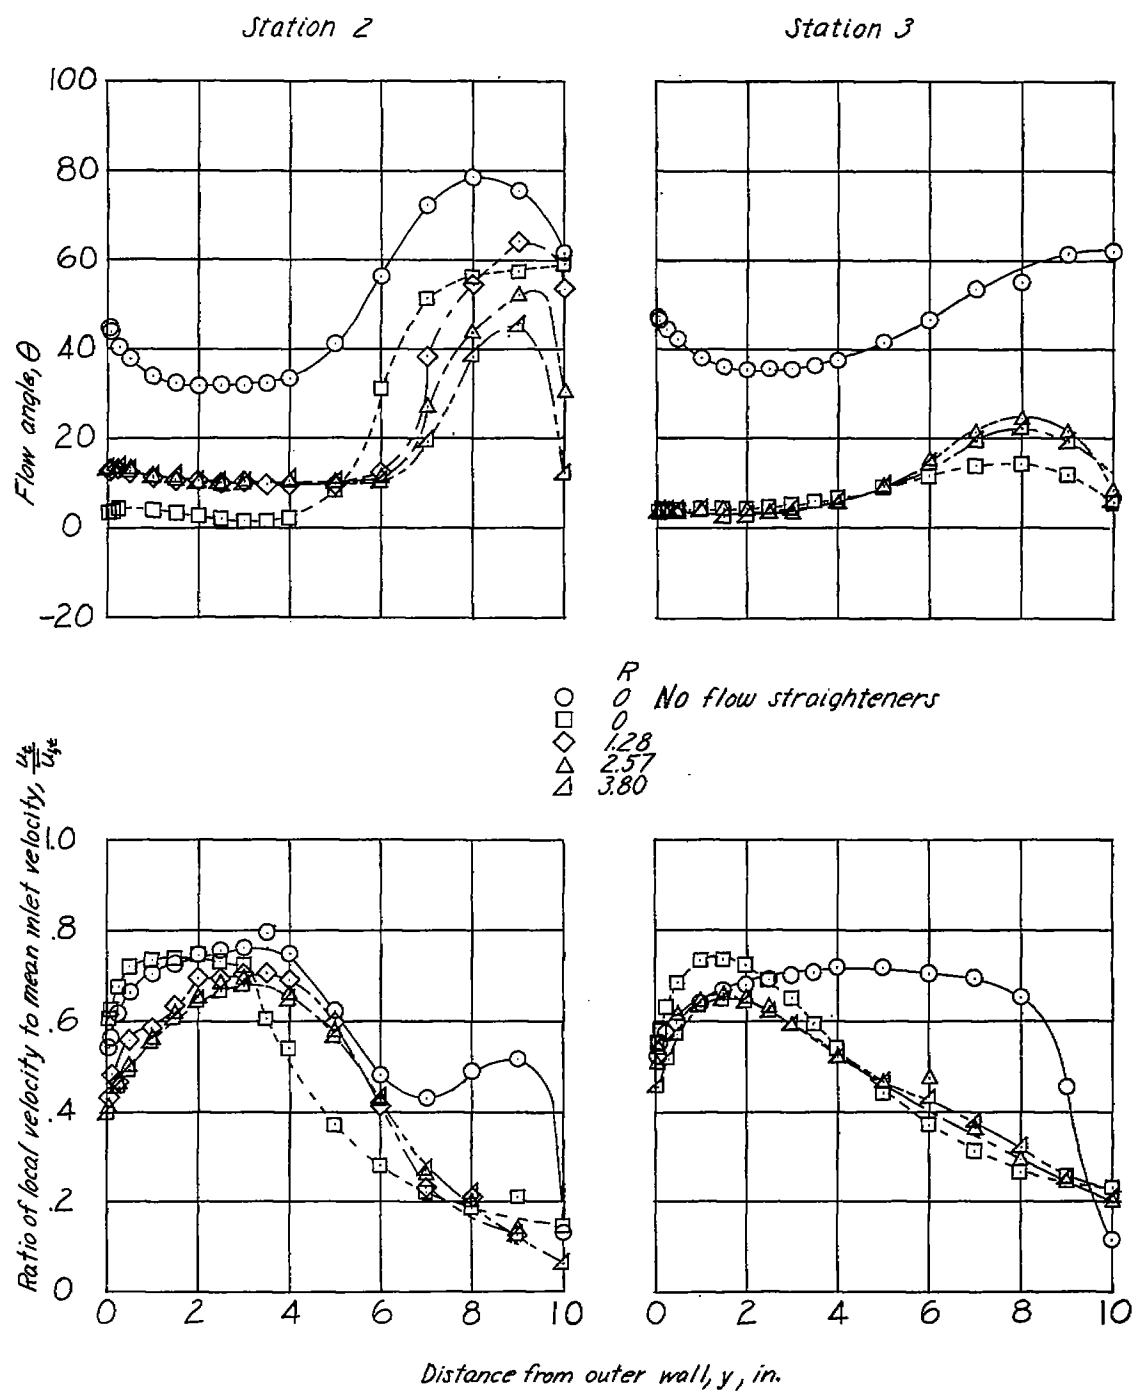 Station 2
Station 3
100
80
60
40
20
0
-20
Flow angle, θ
R
0 No flow straighteners
0
1.28
2.57
3.80
Ratio of local velocity to mean inlet velocity,
1.0
.8
.6
.4
.2
0
0 2 4 6 8 10
0 2 4 6 8 10
Distance from outer wall, y, in.